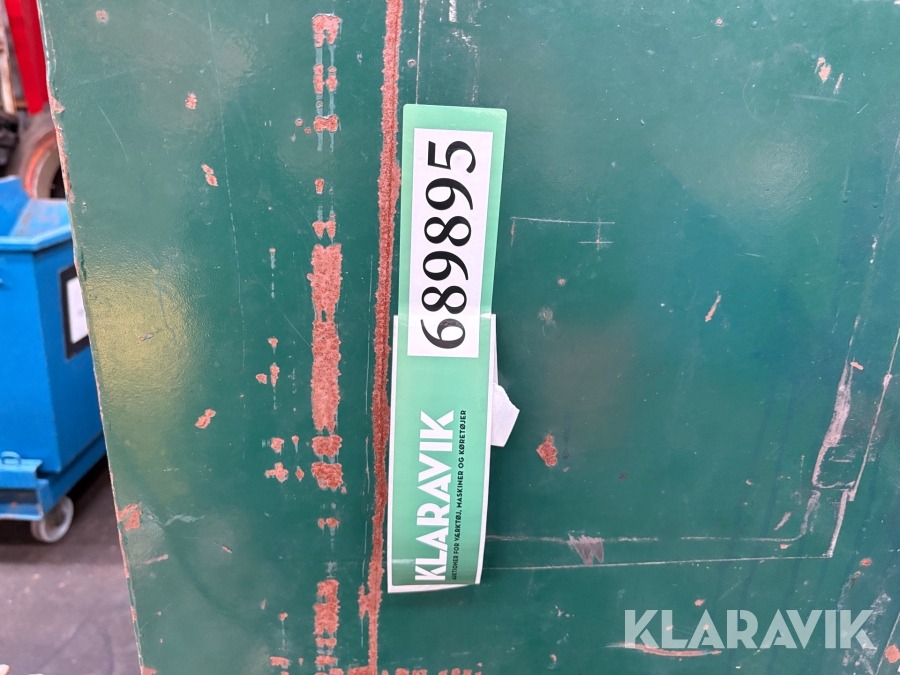 689895
KLARAVIK
AUKTIONER FOR VÆRKTØJ, MASKINER OG KØRETØJER
KLARAVIK